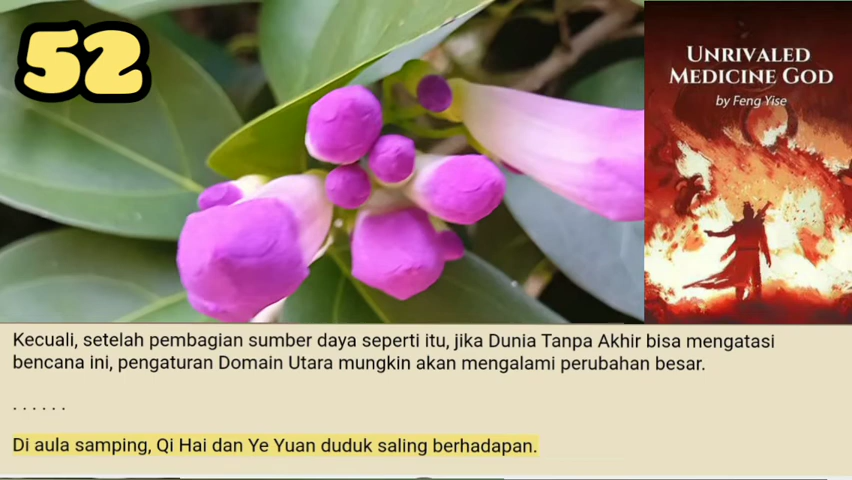 52
UNRIVALED
MEDICINE GOD
by Feng Yise
Kecuali, setelah pembagian sumber daya seperti itu, jika Dunia Tanpa Akhir bisa mengatasi
bencana ini, pengaturan Domain Utara mungkin akan mengalami perubahan besar.
. . . . . .
Di aula samping, Qi Hai dan Ye Yuan duduk saling berhadapan.